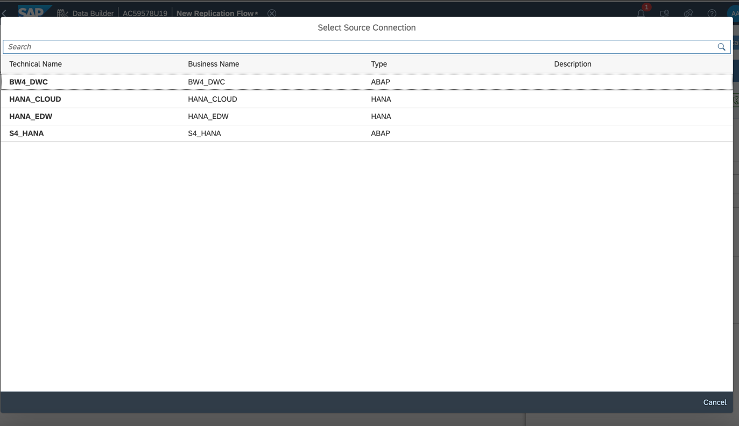 SAP Data Builder AC59578U19 New Replication Flow* 1
Select Source Connection
Search
Technical Name Business Name Type Description
BW4_DWC BW4_DWC ABAP
HANA_CLOUD HANA_CLOUD HANA
HANA_EDW HANA_EDW HANA
S4_HANA S4_HANA ABAP
Cancel